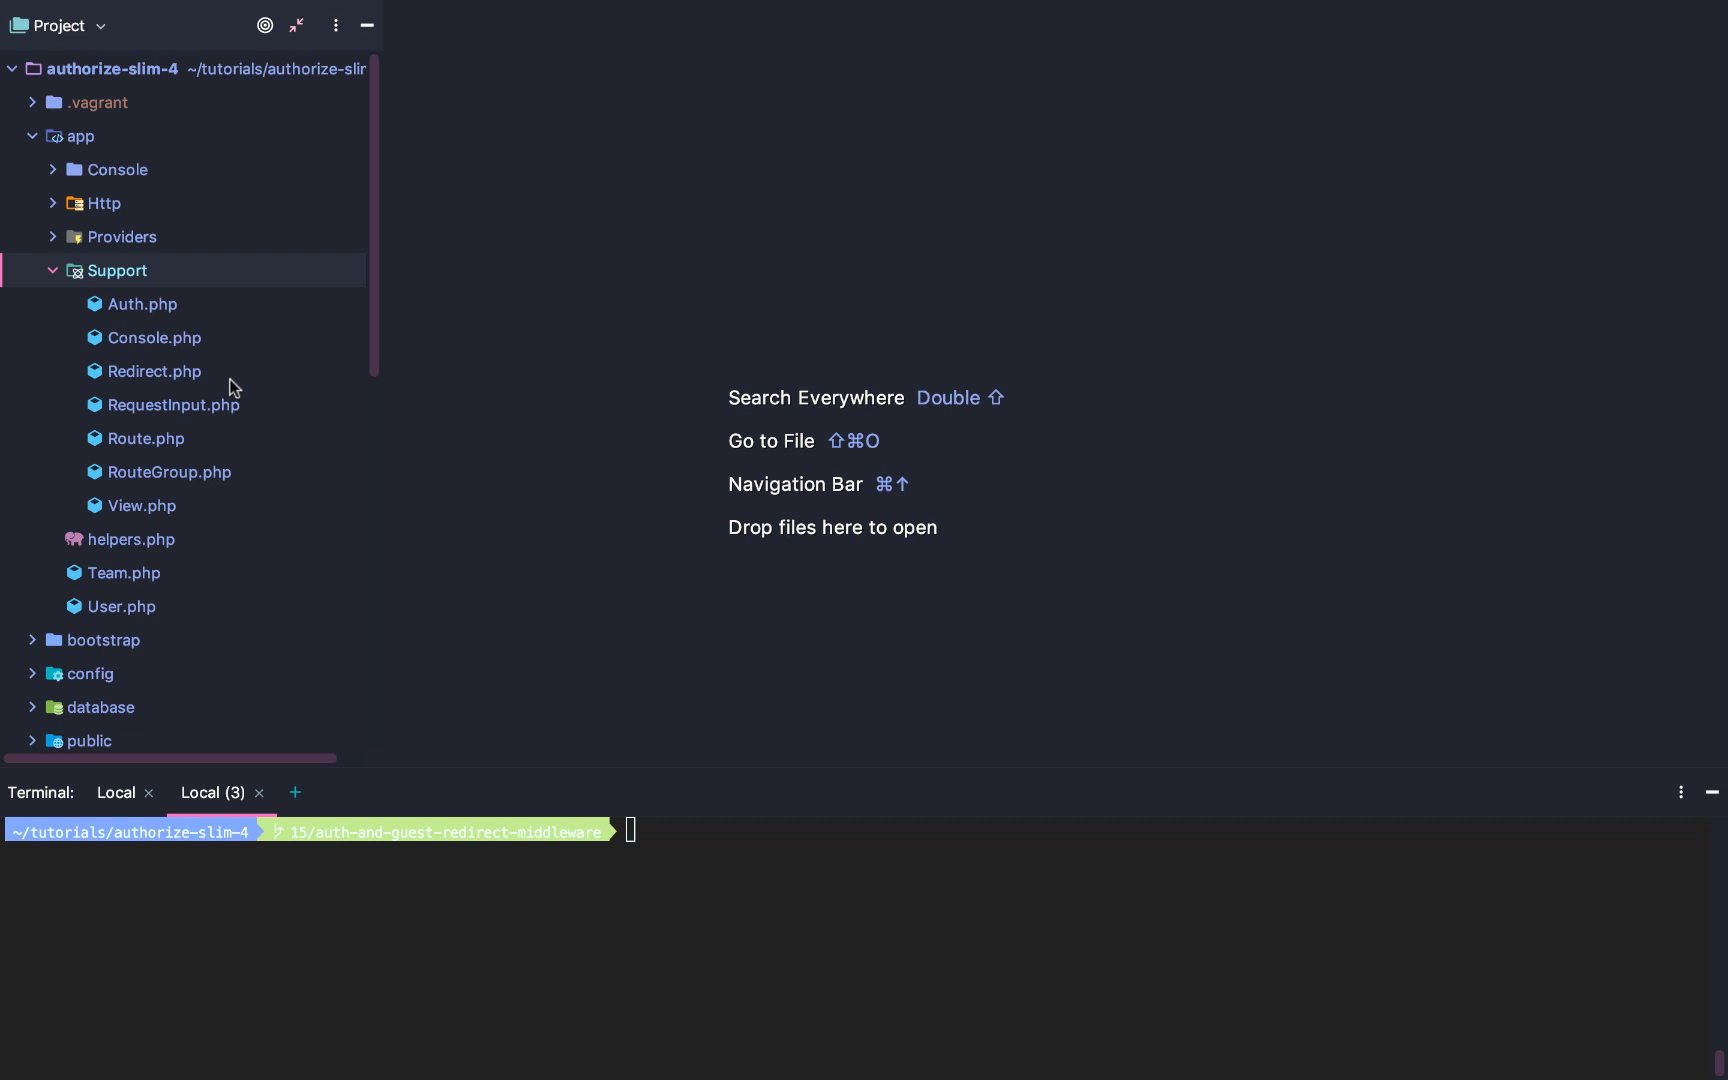 Project
authorize-slim-4 ~/tutorials/authorize-slir
.vagrant
app
Console
Http
Providers
Support
Auth.php
Console.php
Redirect.php
RequestInput.php
Route.php
RouteGroup.php
View.php
helpers.php
Team.php
User.php
bootstrap
config
database
public
Search Everywhere Double ⇧
Go to File ⇧⌘O
Navigation Bar ⌘↑
Drop files here to open
Terminal: Local × Local (3) × +
~/tutorials/authorize-slim-4 15/auth-and-guest-redirect-middleware